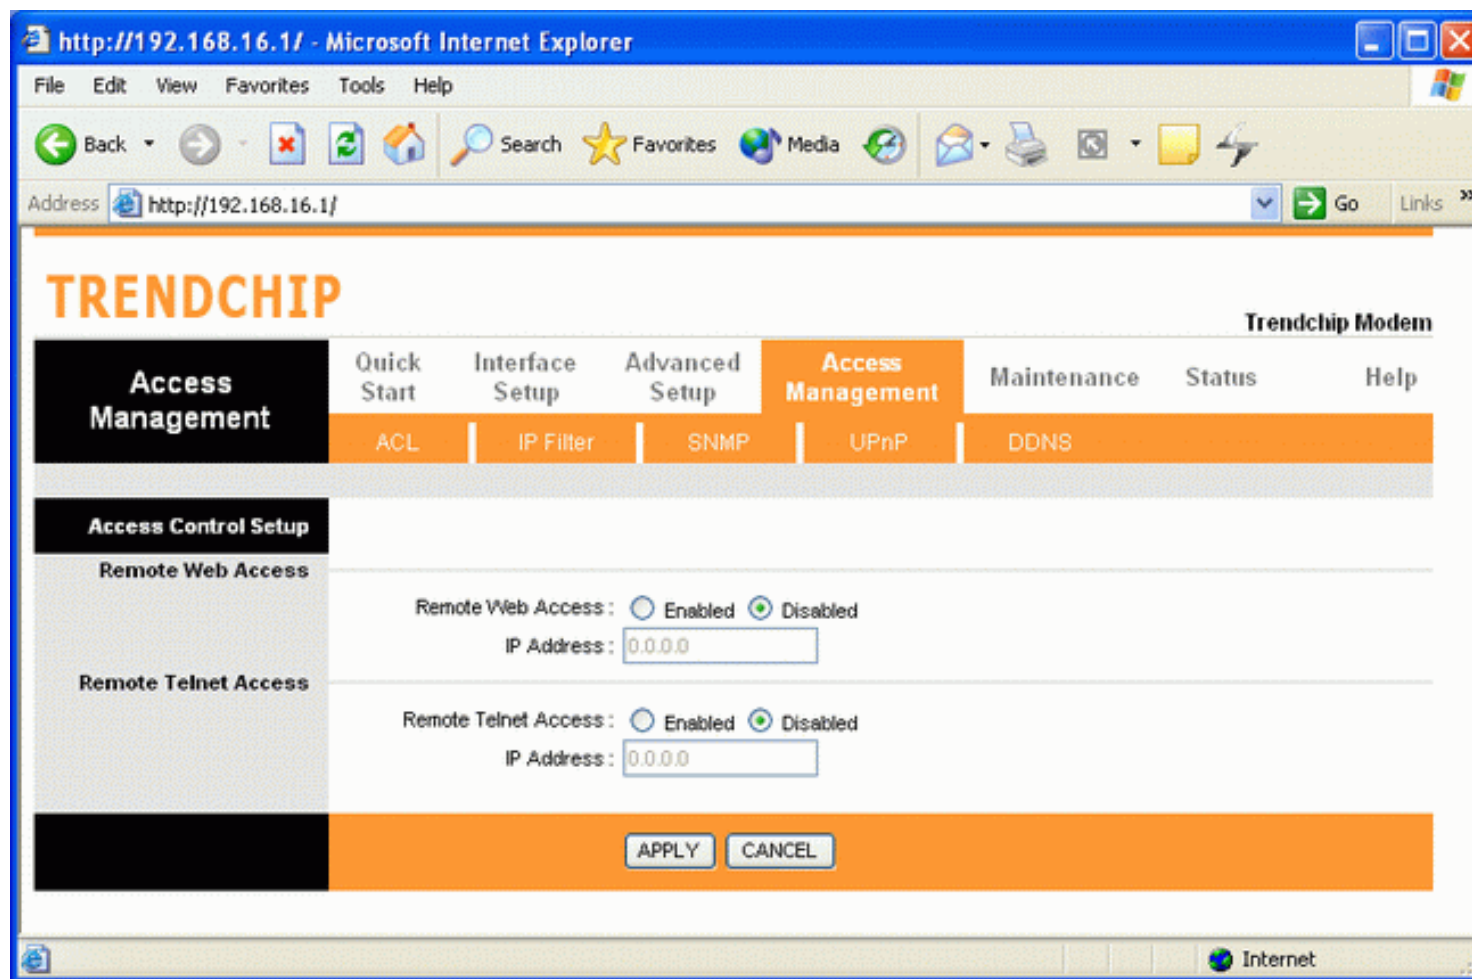 http://192.168.16.1/ - Microsoft Internet Explorer
File Edit View Favorites Tools Help
Back Search Favorites Media
Address http://192.168.16.1/ Go Links »
TRENDCHIP
Trendchip Modem
Access Management
Quick Start
Interface Setup
Advanced Setup
Access Management
Maintenance
Status
Help
ACL IP Filter SNMP UPnP DDNS
Access Control Setup
Remote Web Access
Remote Web Access : Enabled Disabled
IP Address : 0.0.0.0
Remote Telnet Access
Remote Telnet Access : Enabled Disabled
IP Address : 0.0.0.0
APPLY CANCEL
Internet